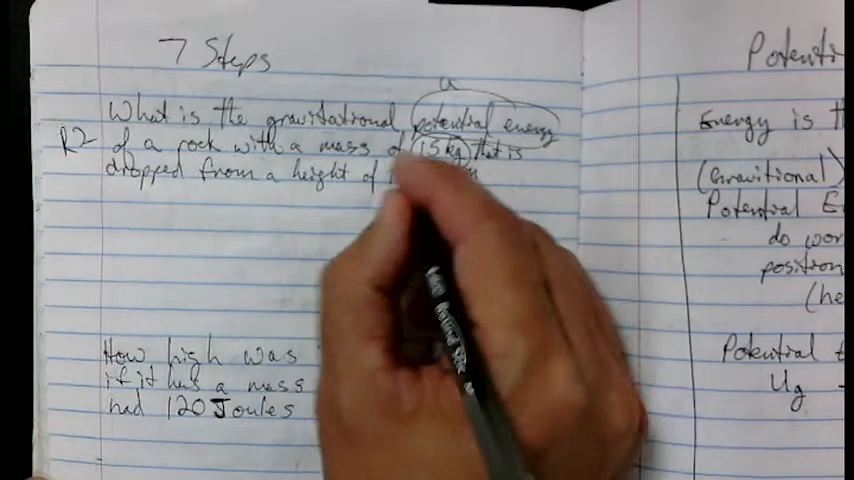 7 Steps
u
What is the gravitational potential energy
R2 of a rock with a mass of 15 kg that is
dropped from a height of
How high was
if it has a mass
had 120 Joules
Potenti
Energy is t
(Gravitional)
Potential E
do wor
position
(he
Potential
Ug